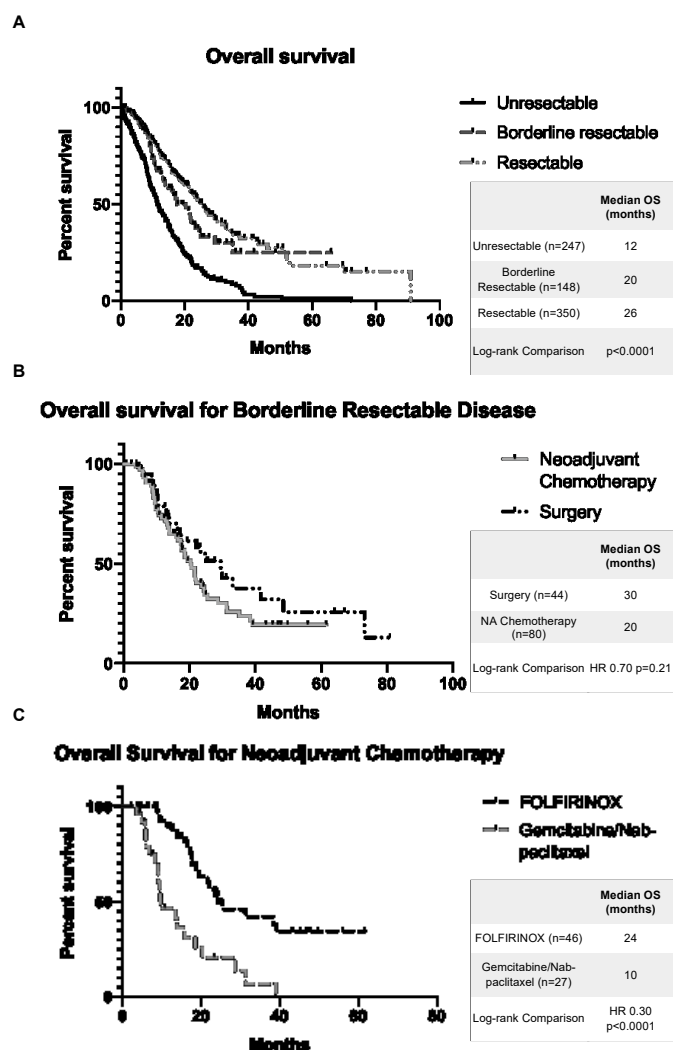 A
Overall survival
Percent survival
100
50
0
0 20 40 60 80 100
Months
Unresectable
Borderline resectable
Resectable
Median OS
(months)
Unresectable (n=247) 12
Borderline
Resectable (n=148) 20
Resectable (n=350) 26
Log-rank Comparison p<0.0001
B
Overall survival for Borderline Resectable Disease
Percent survival
100
50
0
0 20 40 60 80 100
Months
Neoadjuvant
Chemotherapy
Surgery
Median OS
(months)
Surgery (n=44) 30
NA Chemotherapy
(n=80) 20
Log-rank Comparison HR 0.70 p=0.21
C
Overall Survival for Neoadjuvant Chemotherapy
Percent survival
100
50
0
0 20 40 60 80
Months
FOLFIRINOX
Gemcitabine/Nab-
paclitaxel
Median OS
(months)
FOLFIRINOX (n=46) 24
Gemcitabine/Nab-
paclitaxel (n=27) 10
Log-rank Comparison HR 0.30
p<0.0001